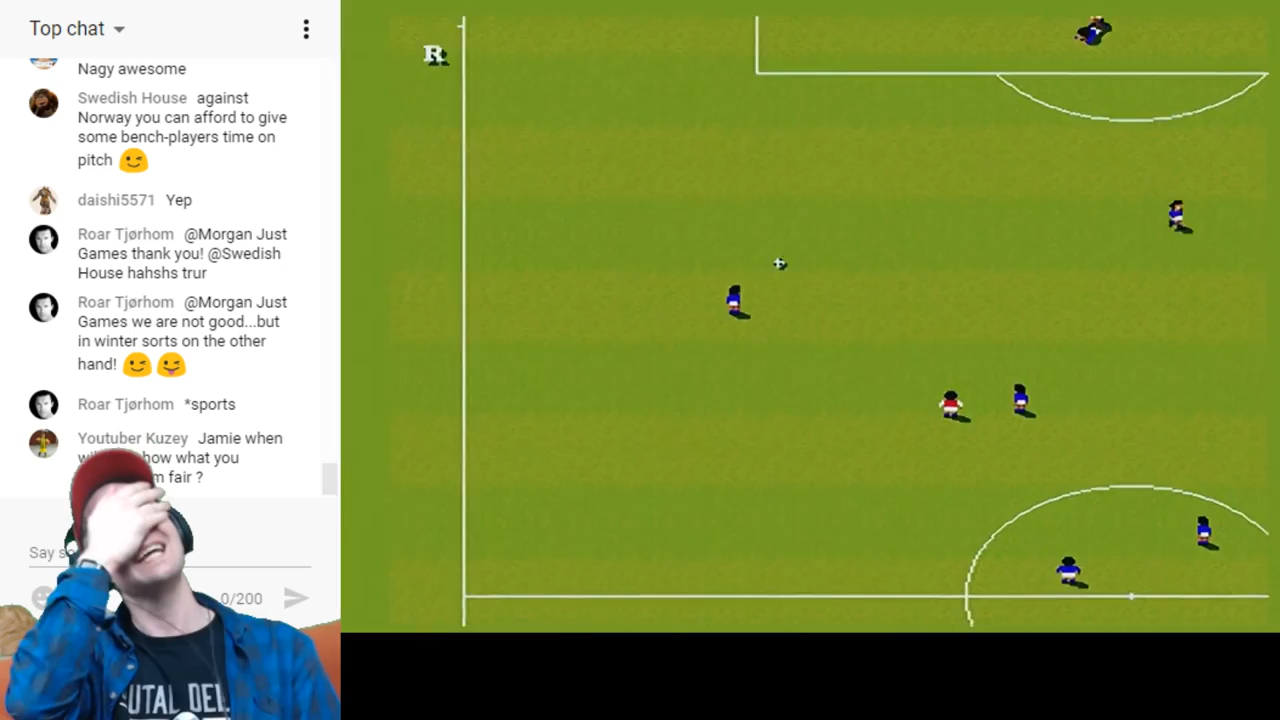 Top chat
Nagy awesome
Swedish House against
Norway you can afford to give
some bench-players time on
pitch 😉
daishi5571 Yep
Roar Tjørhom @Morgan Just
Games thank you! @Swedish
House hahshs trur
Roar Tjørhom @Morgan Just
Games we are not good...but
in winter sorts on the other
hand! 😉 😜
Roar Tjørhom *sports
Youtuber Kuzey Jamie when
how what you
fair ?
Say
0/200
R